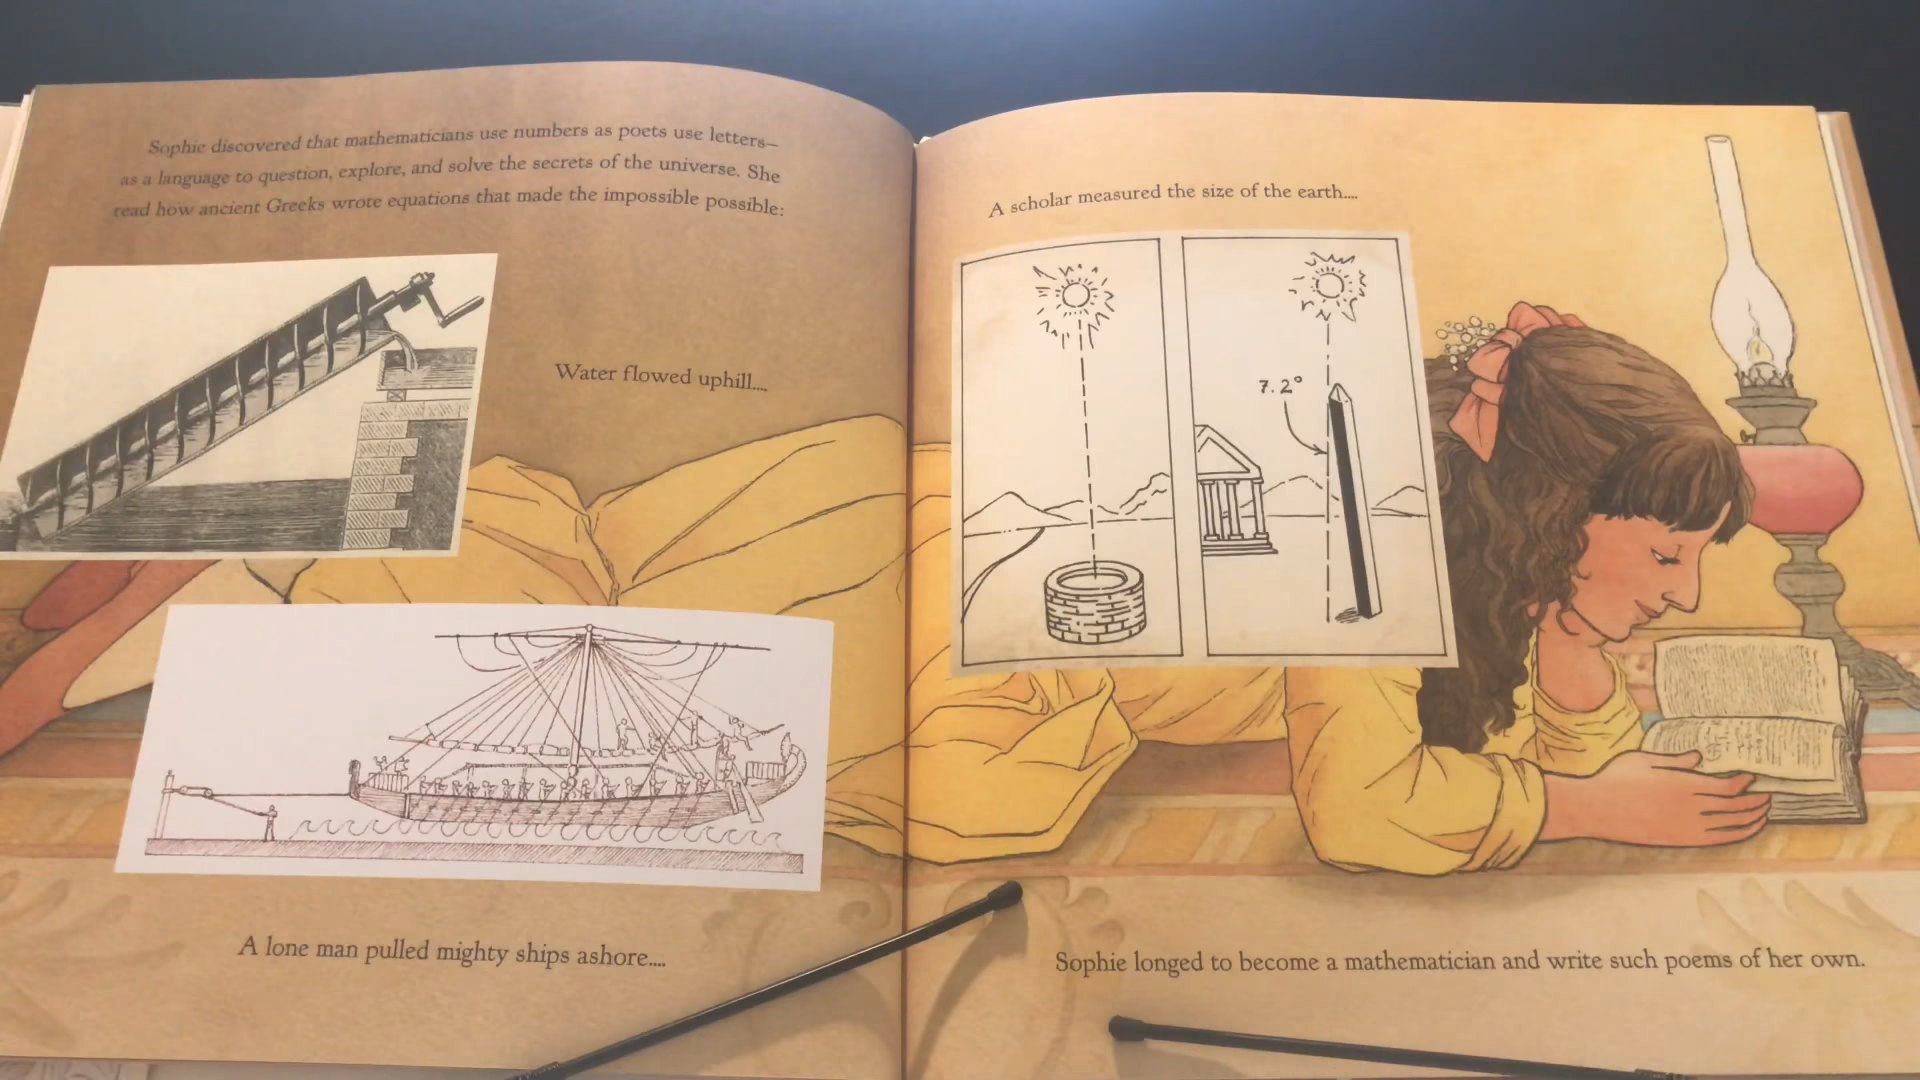 Sophie discovered that mathematicians use numbers as poets use letters—
as a language to question, explore, and solve the secrets of the universe. She
read how ancient Greeks wrote equations that made the impossible possible:
Water flowed uphill....
A lone man pulled mighty ships ashore....
A scholar measured the size of the earth....
7.2°
Sophie longed to become a mathematician and write such poems of her own.